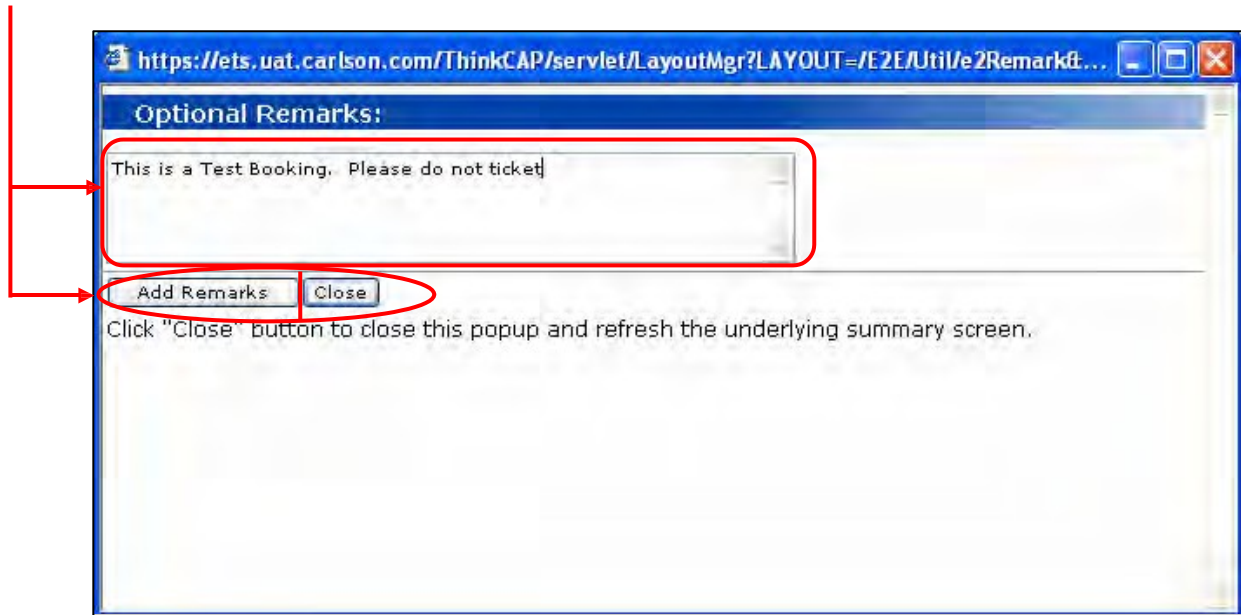 https://ets.uat.carlson.com/ThinkCAP/servlet/LayoutMgr?LAYOUT=/E2E/Util/e2Remark&...
Optional Remarks:
This is a Test Booking. Please do not ticket
Add Remarks Close
Click "Close" button to close this popup and refresh the underlying summary screen.